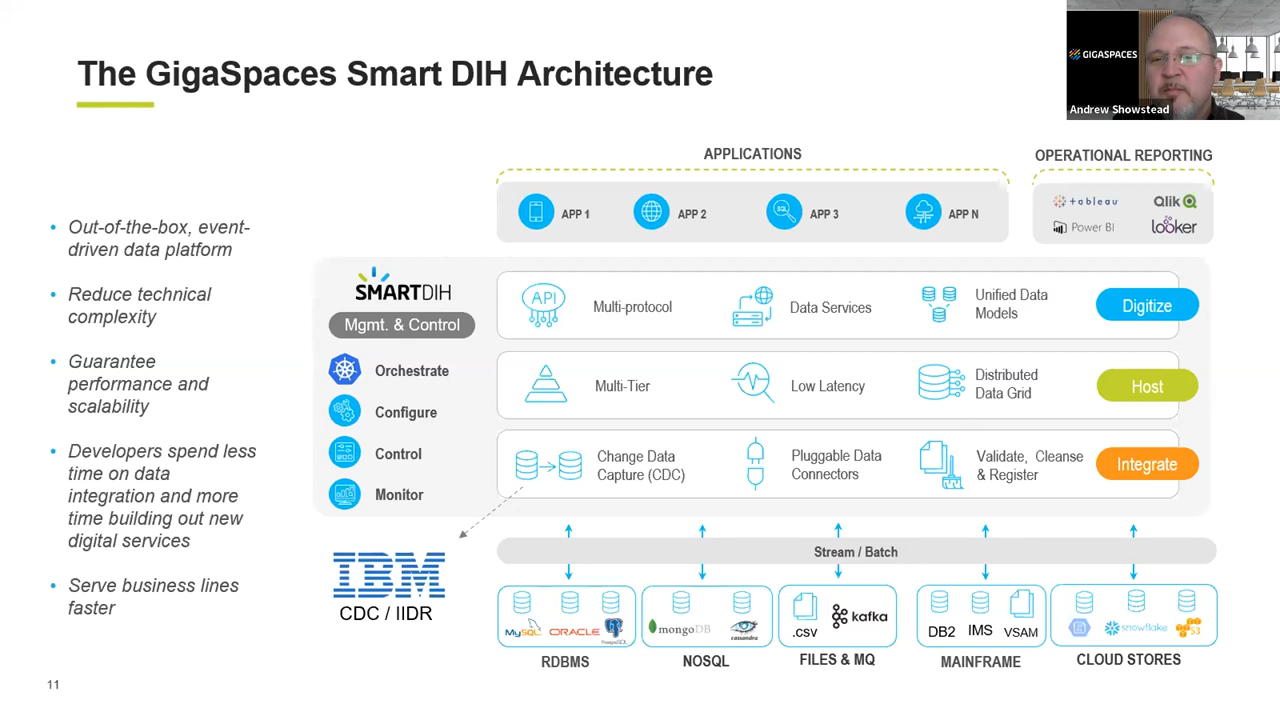 The GigaSpaces Smart DIH Architecture
GIGASPACES
Andrew Showstead
APPLICATIONS
OPERATIONAL REPORTING
APP 1
APP 2
SQL
APP 3
APP N
+ a b l e a u
Qlik
Power BI
looker
• Out-of-the-box, event-
driven data platform
• Reduce technical
complexity
• Guarantee
performance and
scalability
• Developers spend less
time on data
integration and more
time building out new
digital services
• Serve business lines
faster
SMARTDIH
Mgmt. & Control
Orchestrate
Configure
Control
Monitor
API
Multi-protocol
Data Services
Unified Data
Models
Digitize
Multi-Tier
Low Latency
Distributed
Data Grid
Host
Change Data
Capture (CDC)
Pluggable Data
Connectors
Validate, Cleanse
& Register
Integrate
IBM
CDC / IIDR
Stream / Batch
MySQL
ORACLE
PostgreSQL
mongoDB
cassandra
.CSV
kafka
DB2
IMS
VSAM
snowflake
S3
RDBMS
NOSQL
FILES & MQ
MAINFRAME
CLOUD STORES
11